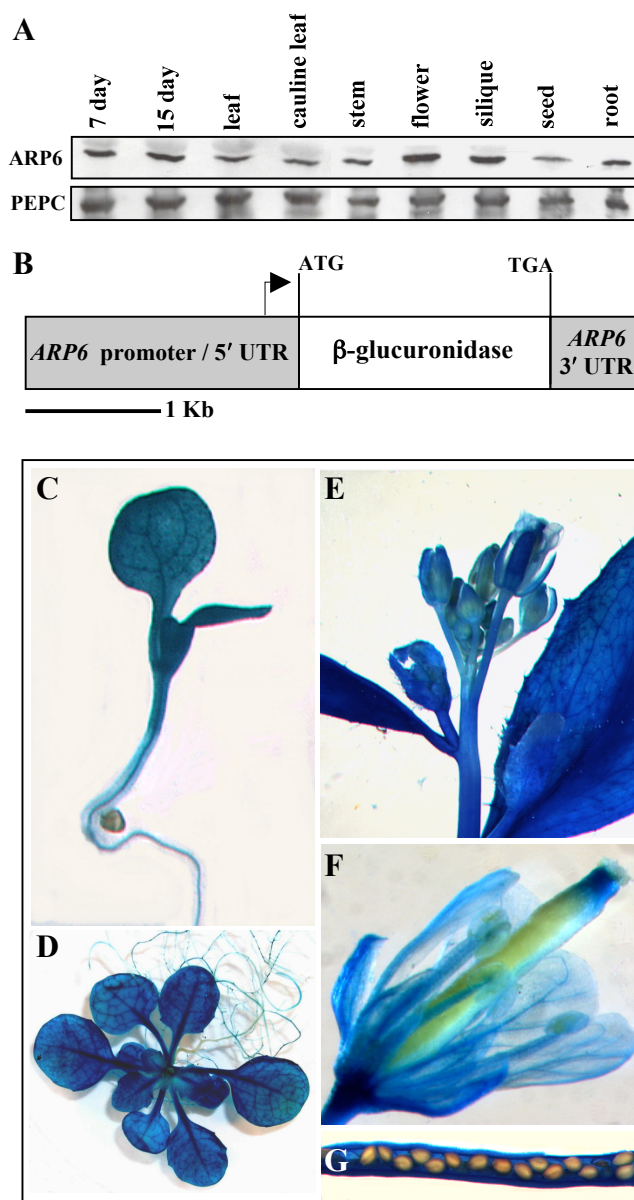 A
7 day
15 day
leaf
cauline leaf
stem
flower
silique
seed
root
ARP6
PEPC
B
ATG
TGA
ARP6 promoter / 5′ UTR
β-glucuronidase
ARP6
3′ UTR
1 Kb
C
E
D
F
G